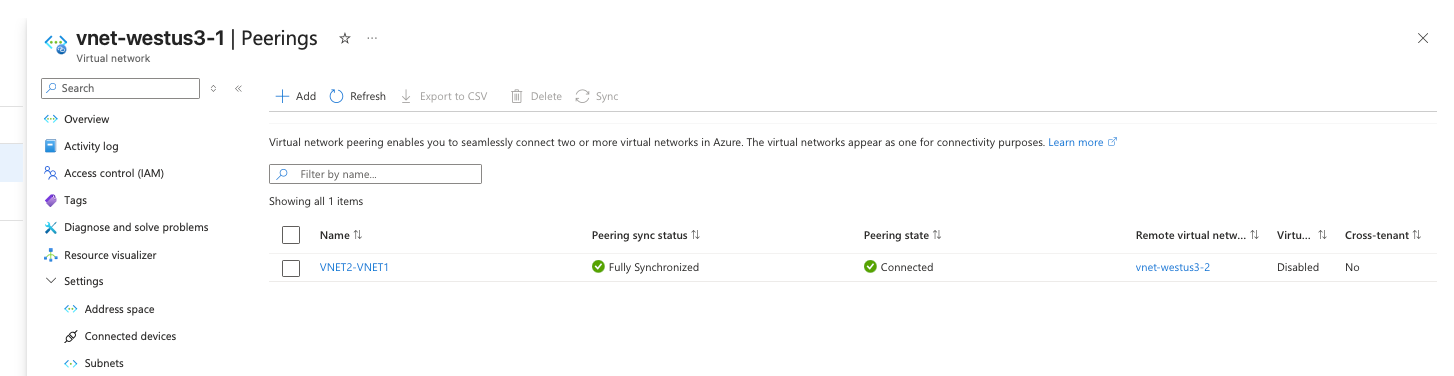 vnet-westus3-1 | Peerings ☆ ...
Virtual network
Search
Overview
Activity log
Access control (IAM)
Tags
Diagnose and solve problems
Resource visualizer
Settings
Address space
Connected devices
Subnets
Add Refresh Export to CSV Delete Sync
Virtual network peering enables you to seamlessly connect two or more virtual networks in Azure. The virtual networks appear as one for connectivity purposes. Learn more
Filter by name...
Showing all 1 items
Name Peering sync status Peering state Remote virtual netw... Virtu... Cross-tenant
VNET2-VNET1 Fully Synchronized Connected vnet-westus3-2 Disabled No